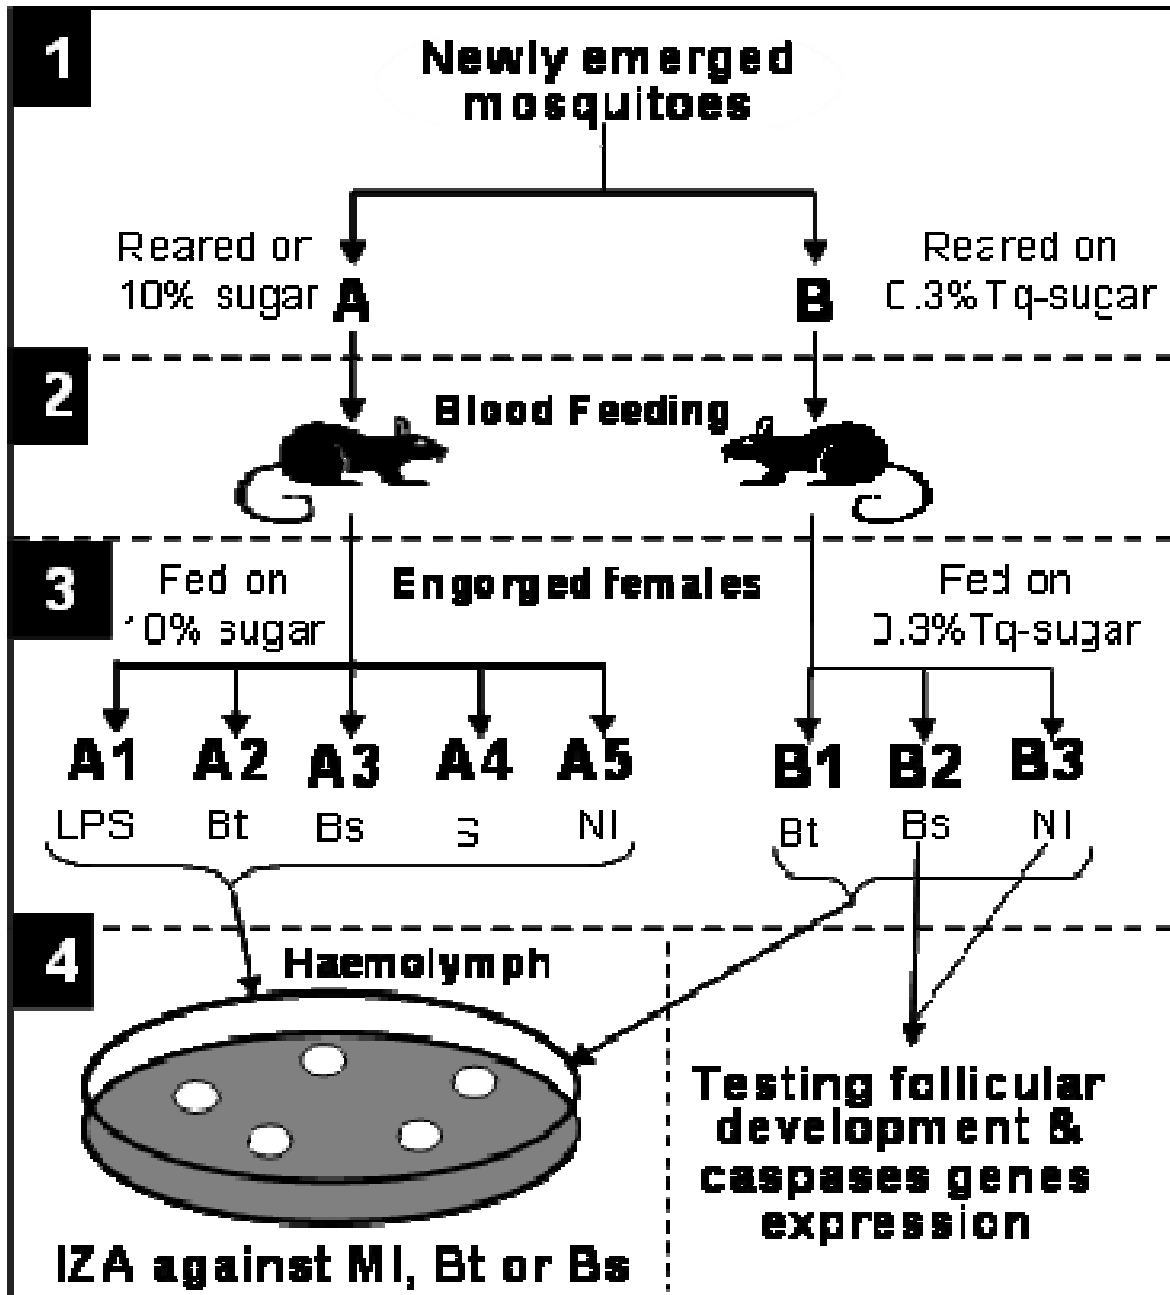 1
Newly emerged
mosquitoes
Reared on
10% sugar
A
B
Reared on
0.3%Tq-sugar
2
Blood Feeding
3
Fed on
10% sugar
Engorged females
Fed on
0.3%Tq-sugar
A1 A2 A3 A4 A5
LPS Bt Bs S NI
B1 B2 B3
Bt Bs NI
4
Haemolymph
IZA against Ml, Bt or Bs
Testing follicular
development &
caspases genes
expression